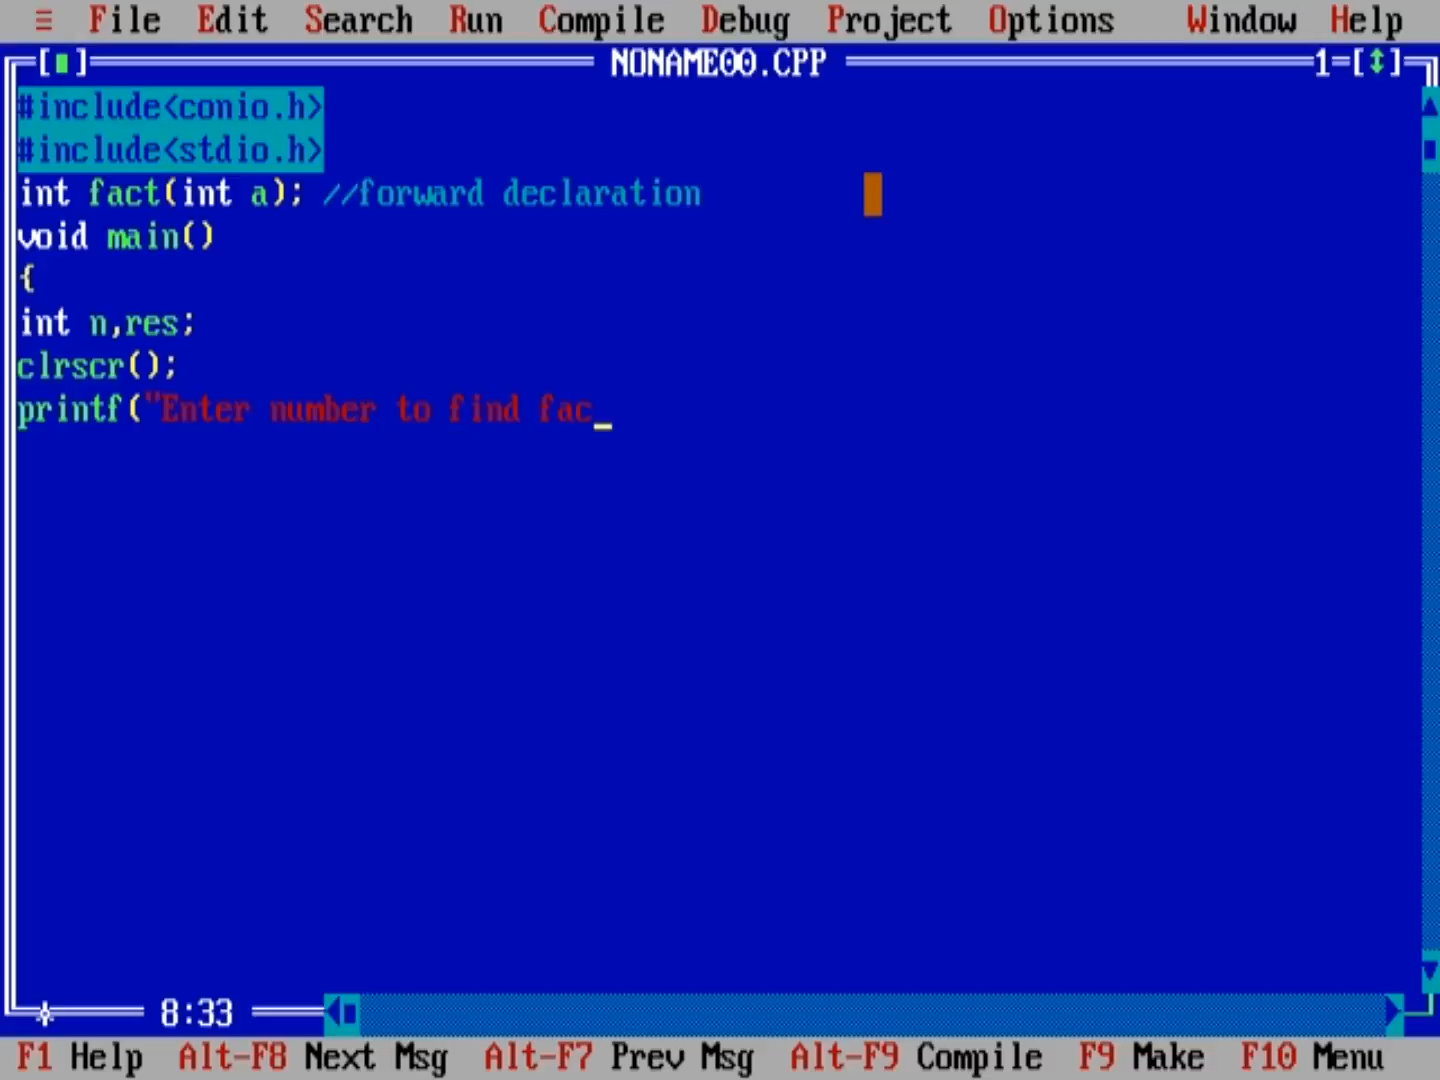 ≡ File Edit Search Run Compile Debug Project Options Window Help
[■] NONAME00.CPP 1=[↕]
#include<conio.h>
#include<stdio.h>
int fact(int a); //forward declaration
void main()
{
int n,res;
clrscr();
printf("Enter number to find fac_
8:33
F1 Help Alt-F8 Next Msg Alt-F7 Prev Msg Alt-F9 Compile F9 Make F10 Menu